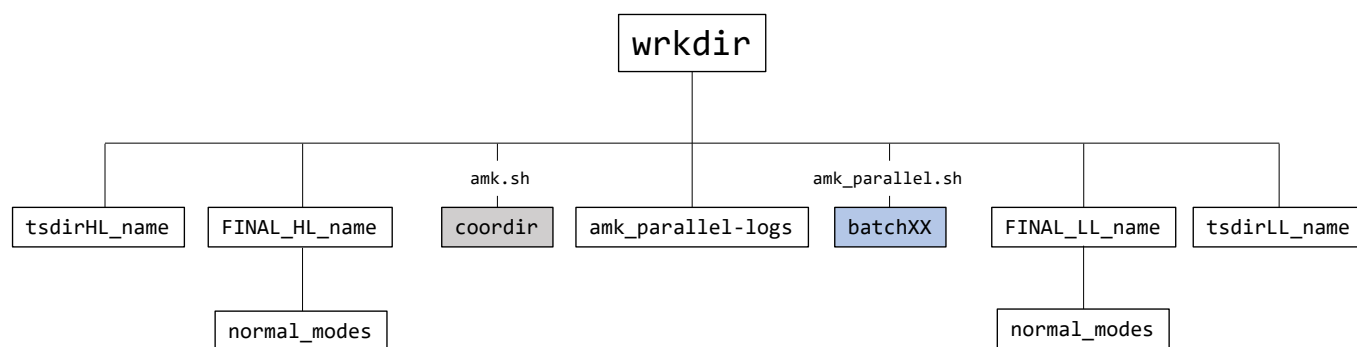 wrkdir
amk.sh
amk_parallel.sh
tsdirHL_name
FINAL_HL_name
coordir
amk_parallel-logs
batchXX
FINAL_LL_name
tsdirLL_name
normal_modes
normal_modes